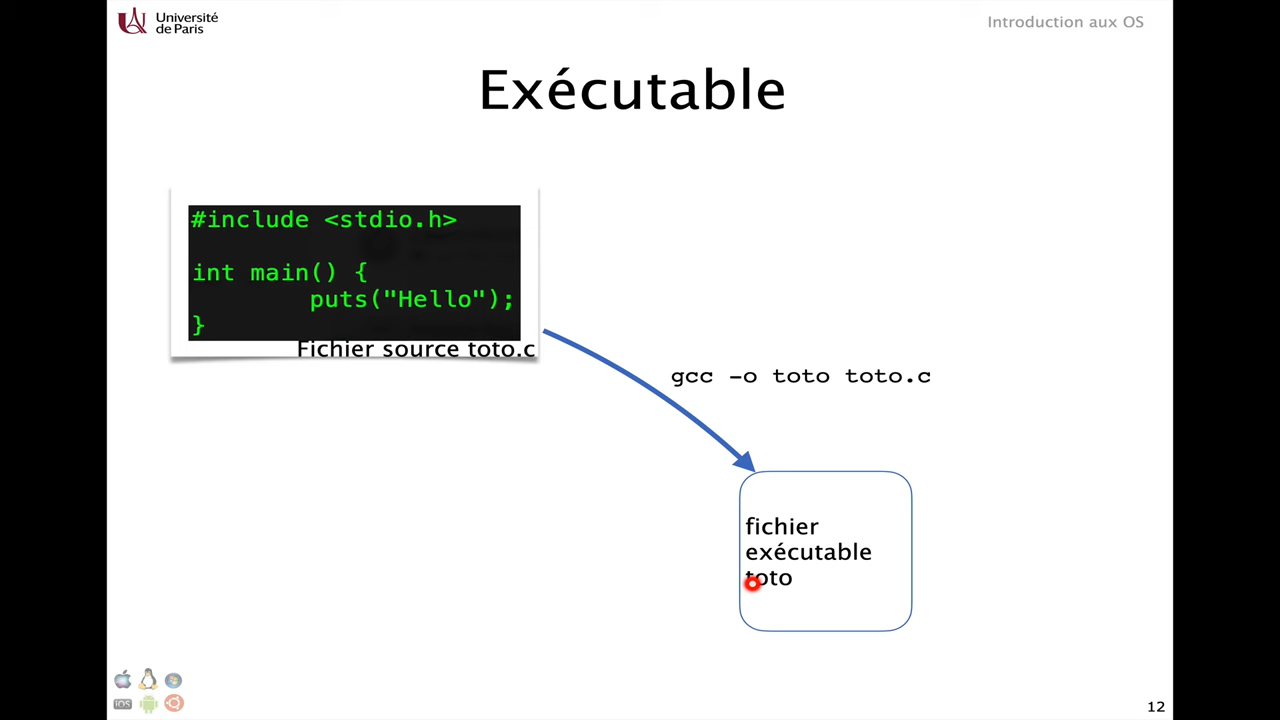 Université
de Paris
Introduction aux OS
Exécutable
#include <stdio.h>
int main() {
puts("Hello");
}
Fichier source toto.c
gcc -o toto toto.c
fichier
exécutable
toto
iOS
12